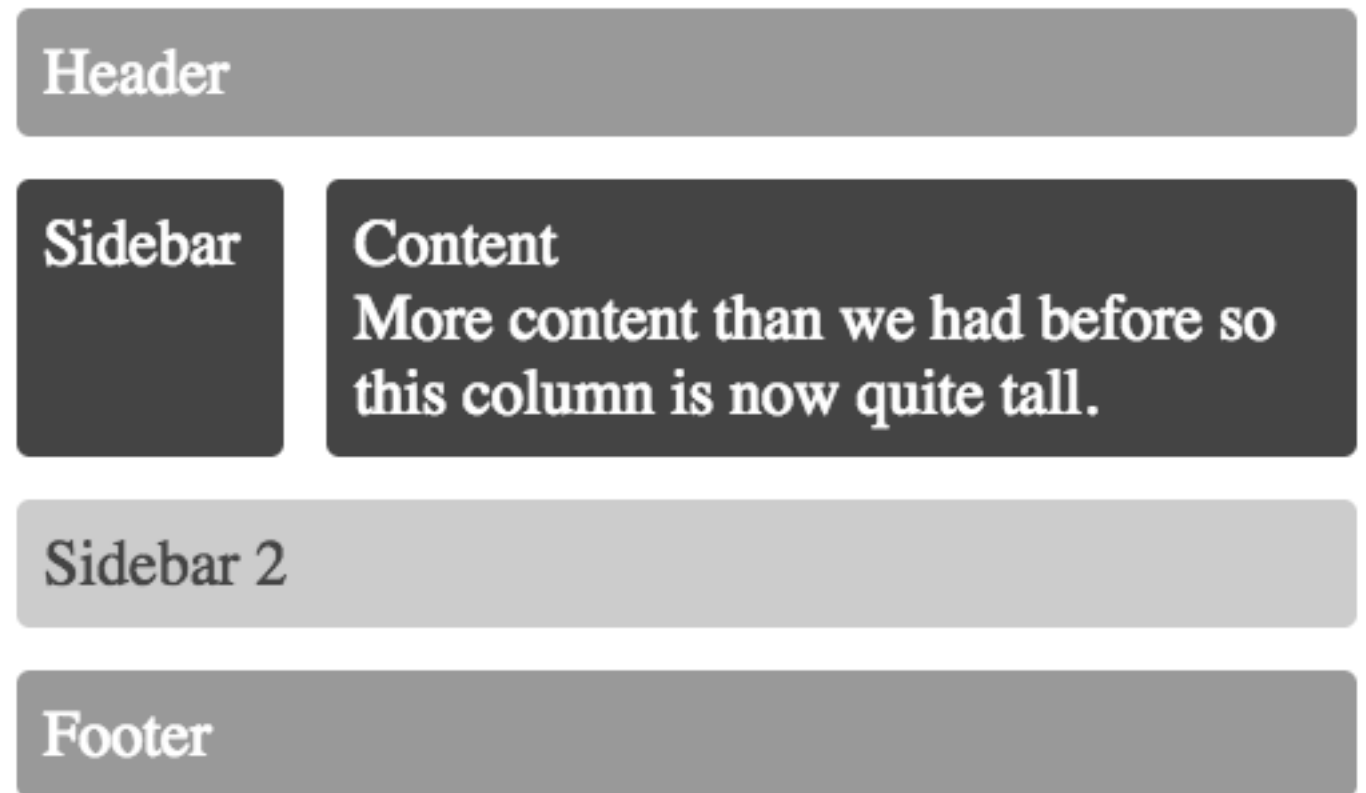 Header
Sidebar
Content
More content than we had before so
this column is now quite tall.
Sidebar 2
Footer